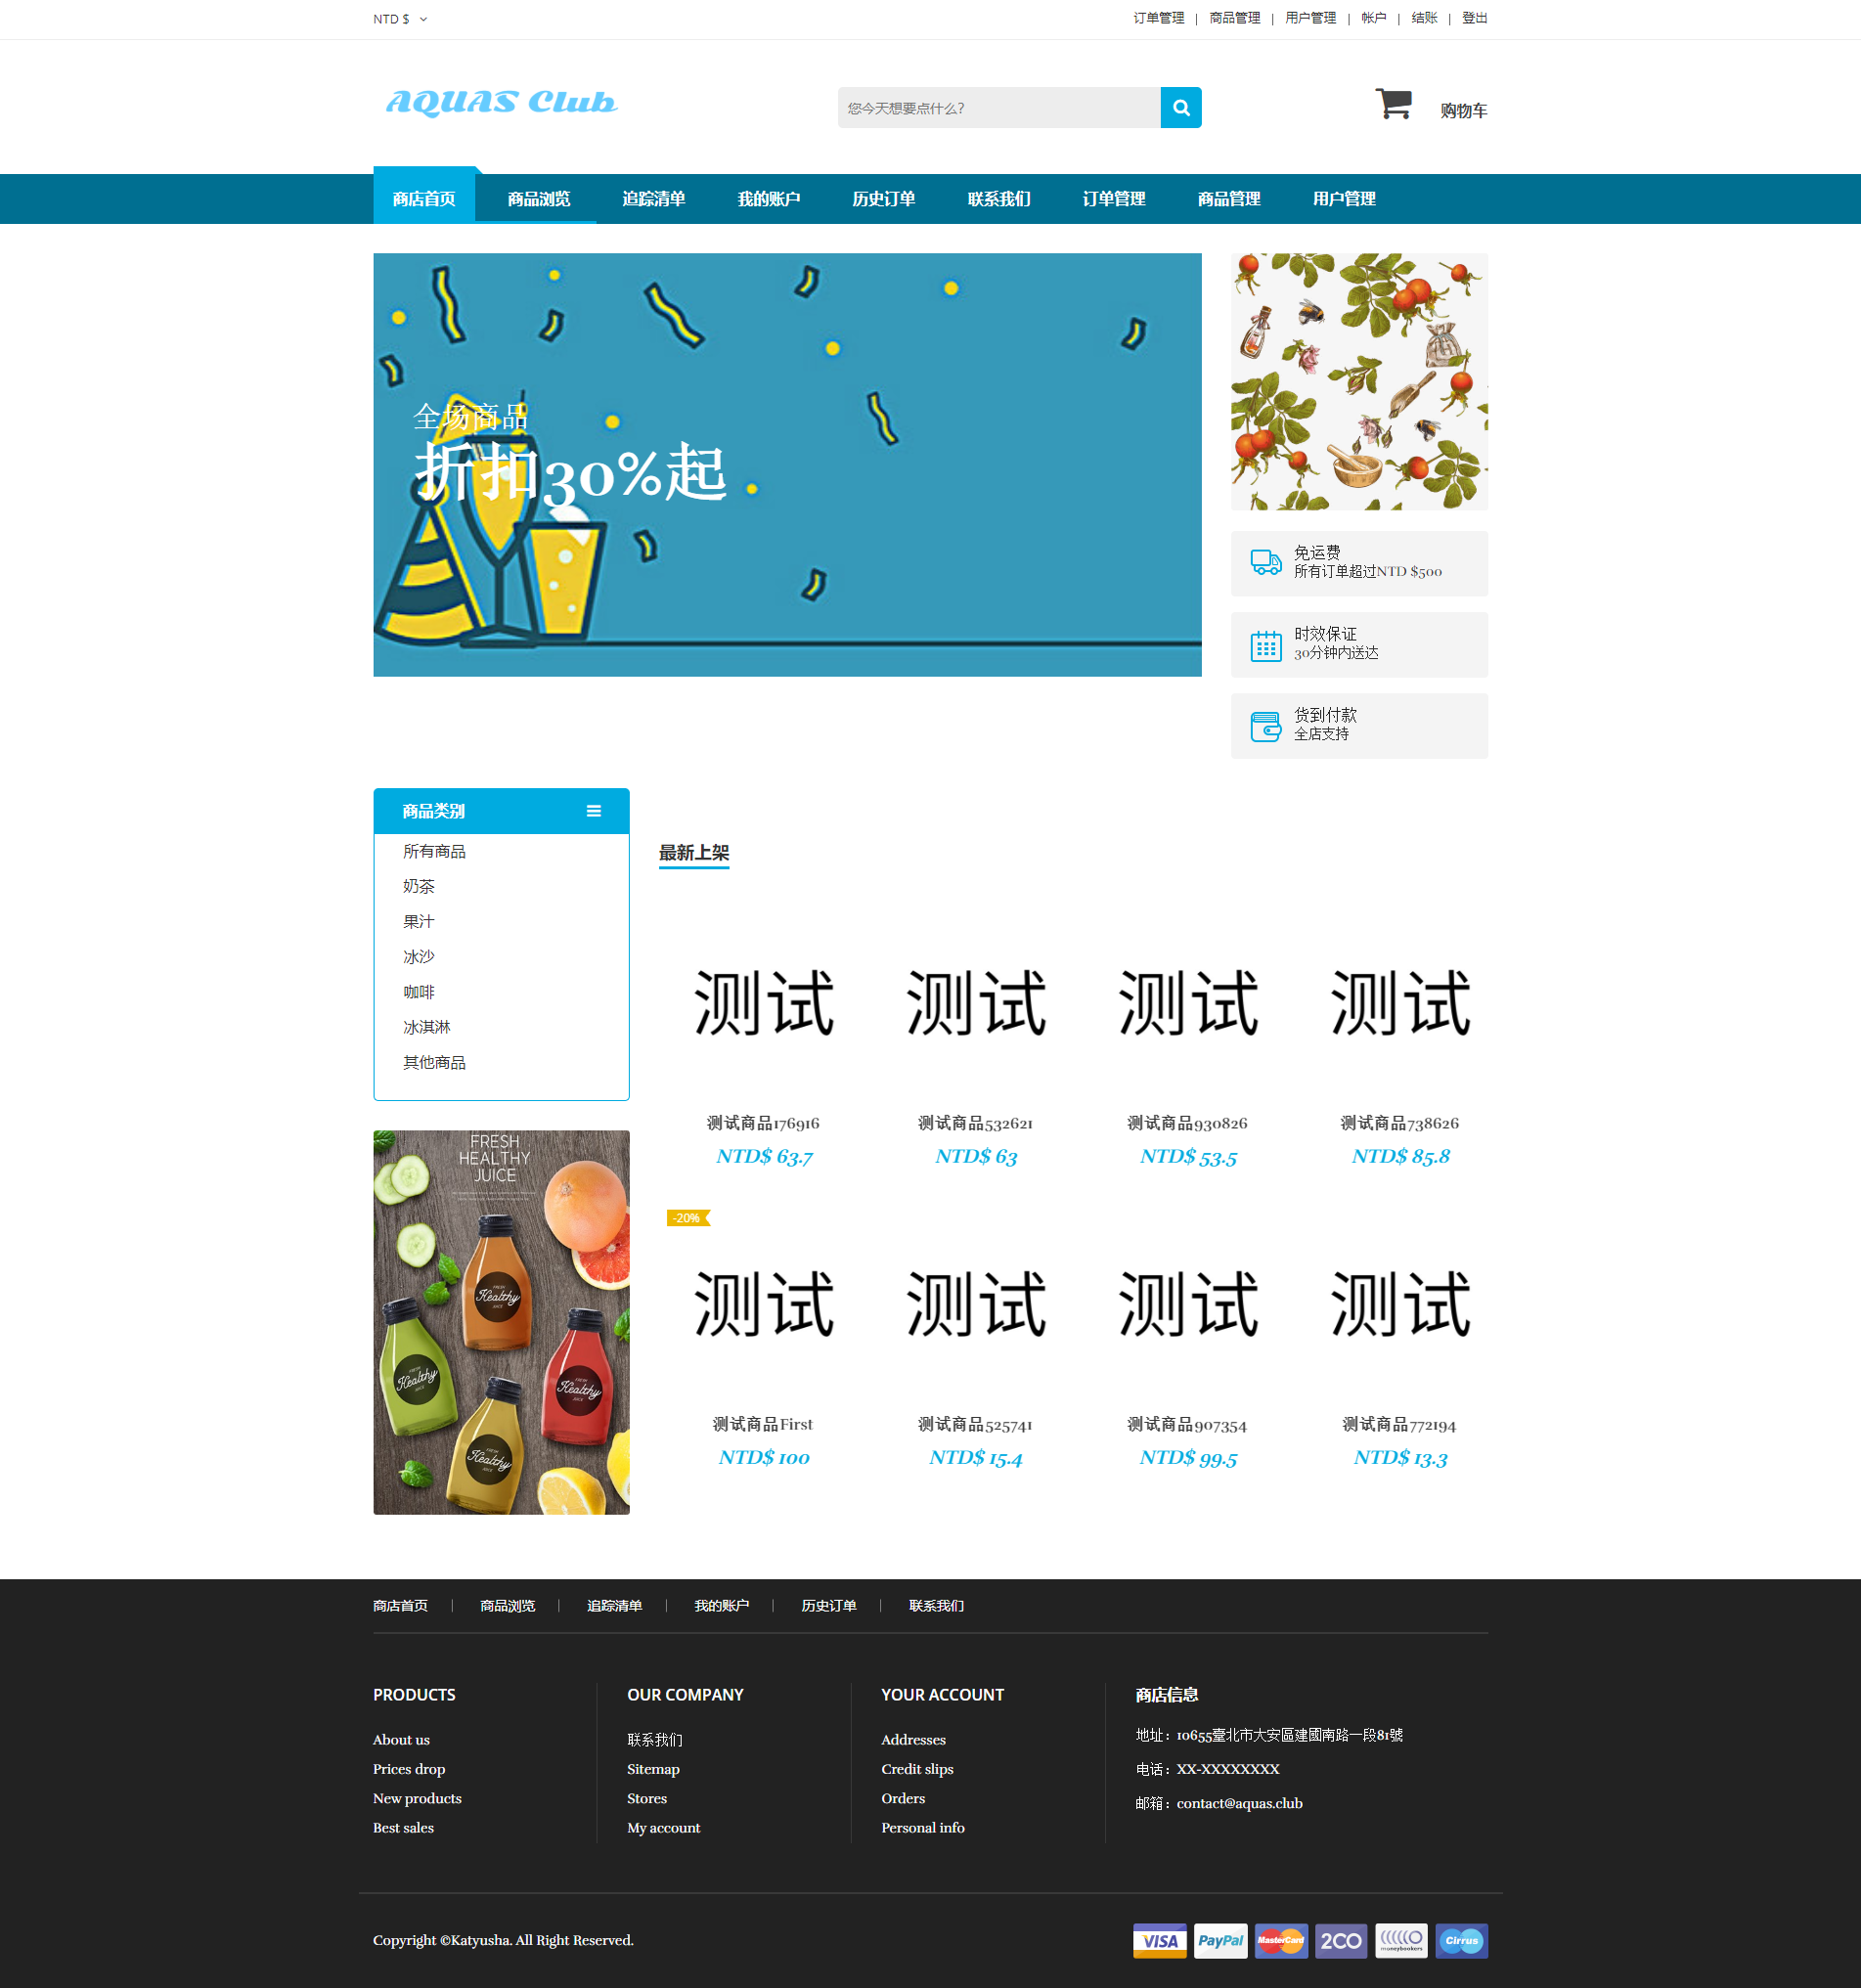 NTD $
订单管理 | 商品管理 | 用户管理 | 帐户 | 结账 | 登出
AQUAS Club
您今天想要点什么?
购物车
商店首页 商品浏览 追踪清单 我的账户 历史订单 联系我们 订单管理 商品管理 用户管理
全场商品
折扣30%起
免运费
所有订单超过NTD $500
时效保证
30分钟内送达
货到付款
全店支持
商品类别
所有商品
奶茶
果汁
冰沙
咖啡
冰淇淋
其他商品
FRESH
HEALTHY
JUICE
FRESH
Healthy
JUICE
FRESH
Healthy
JUICE
Healthy
JUICE
Healthy
最新上架
测试 测试 测试 测试
测试商品176916 测试商品532621 测试商品930826 测试商品738626
NTD$ 63.7 NTD$ 63 NTD$ 53.5 NTD$ 85.8
-20%
测试 测试 测试 测试
测试商品First 测试商品525741 测试商品907354 测试商品772194
NTD$ 100 NTD$ 15.4 NTD$ 99.5 NTD$ 13.3
商店首页 | 商品浏览 | 追踪清单 | 我的账户 | 历史订单 | 联系我们
PRODUCTS
About us
Prices drop
New products
Best sales
OUR COMPANY
联系我们
Sitemap
Stores
My account
YOUR ACCOUNT
Addresses
Credit slips
Orders
Personal info
商店信息
地址：10655臺北市大安區建國南路一段81號
电话：XX-XXXXXXXX
邮箱：contact@aquas.club
Copyright ©Katyusha. All Right Reserved.
VISA PayPal MasterCard 2CO moneybookers Cirrus